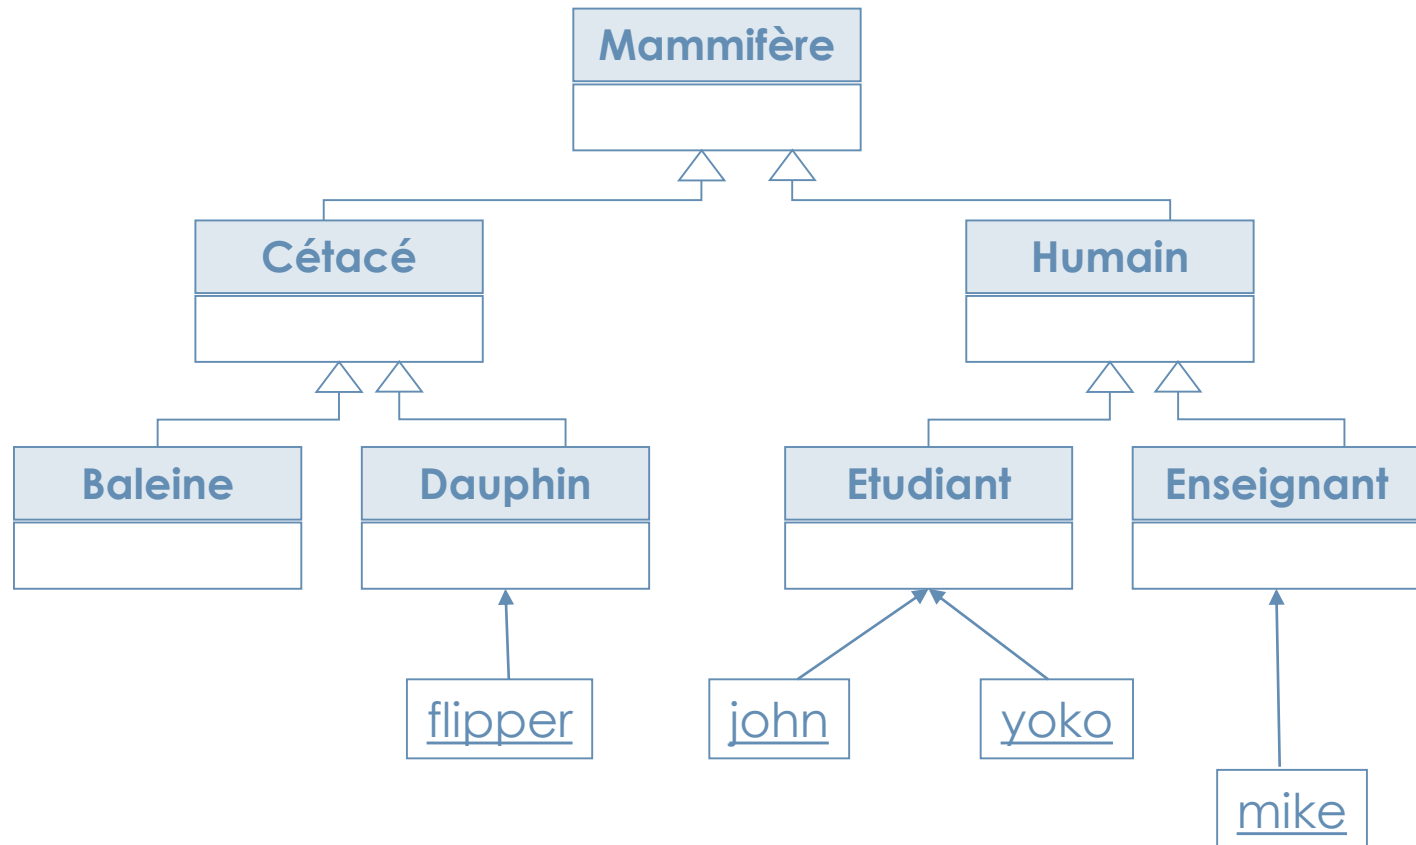 Mammifère
Cétacé
Humain
Baleine
Dauphin
Etudiant
Enseignant
flipper
john
yoko
mike